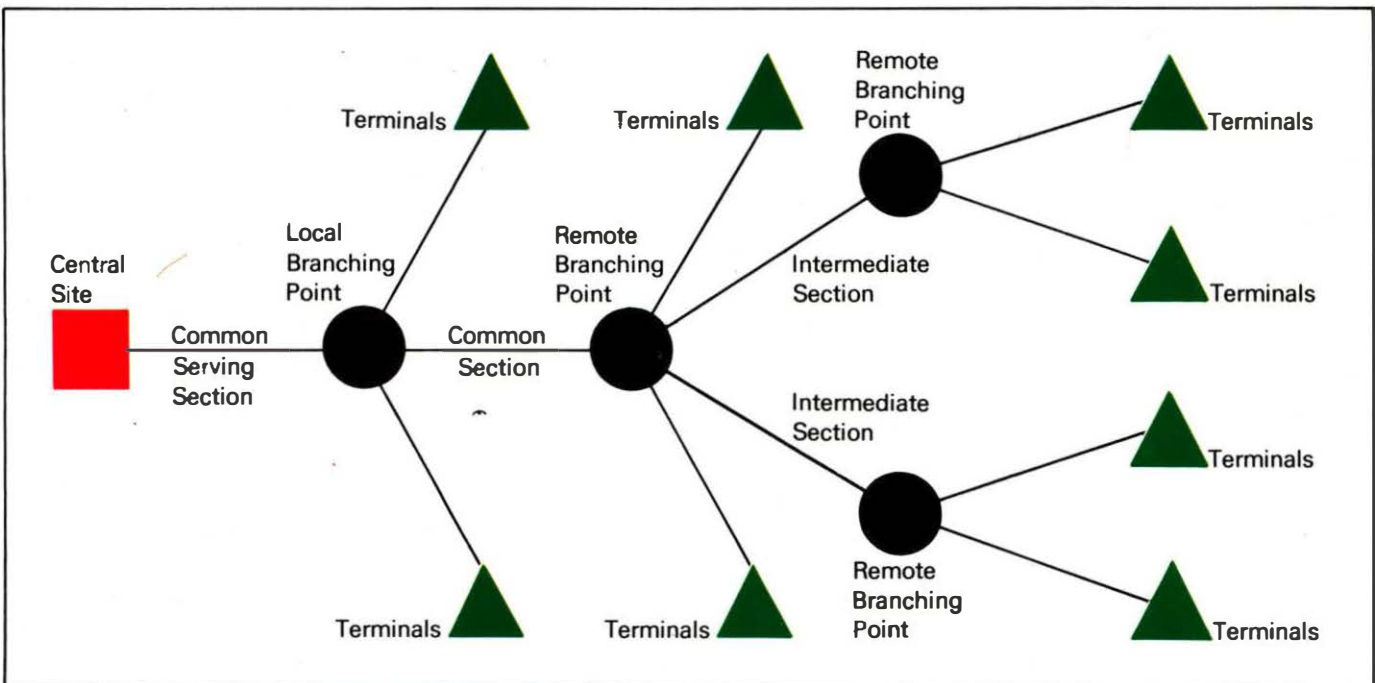 Terminals
Terminals
Remote
Branching
Point
Terminals
Terminals
Central
Site
Local
Branching
Point
Remote
Branching
Point
Intermediate
Section
Common
Serving
Section
Common
Section
Intermediate
Section
Terminals
Remote
Branching
Point
Terminals
Terminals
Terminals